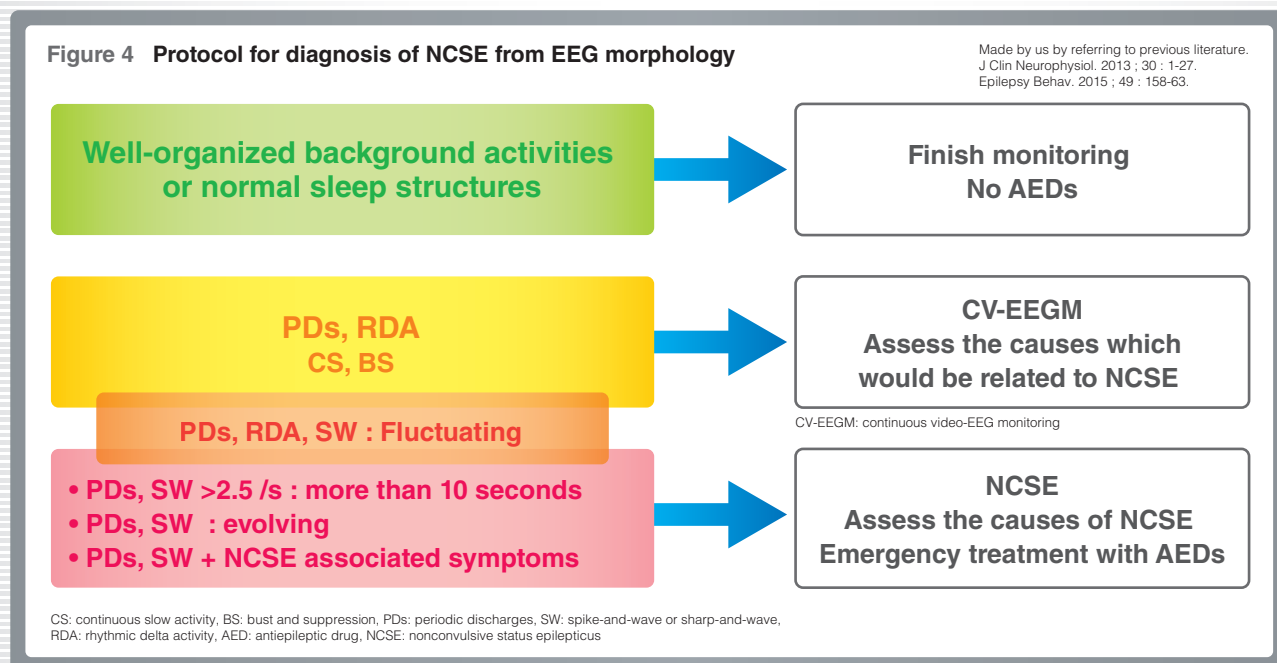 Figure 4 Protocol for diagnosis of NCSE from EEG morphology
Made by us by referring to previous literature.
J Clin Neurophysiol. 2013 ; 30 : 1-27.
Epilepsy Behav. 2015 ; 49 : 158-63.
Well-organized background activities
or normal sleep structures
Finish monitoring
No AEDs
PDs, RDA
CS, BS
CV-EEGM
Assess the causes which
would be related to NCSE
CV-EEGM: continuous video-EEG monitoring
PDs, RDA, SW : Fluctuating
• PDs, SW >2.5 /s : more than 10 seconds
• PDs, SW : evolving
• PDs, SW + NCSE associated symptoms
NCSE
Assess the causes of NCSE
Emergency treatment with AEDs
CS: continuous slow activity, BS: bust and suppression, PDs: periodic discharges, SW: spike-and-wave or sharp-and-wave,
RDA: rhythmic delta activity, AED: antiepileptic drug, NCSE: nonconvulsive status epilepticus